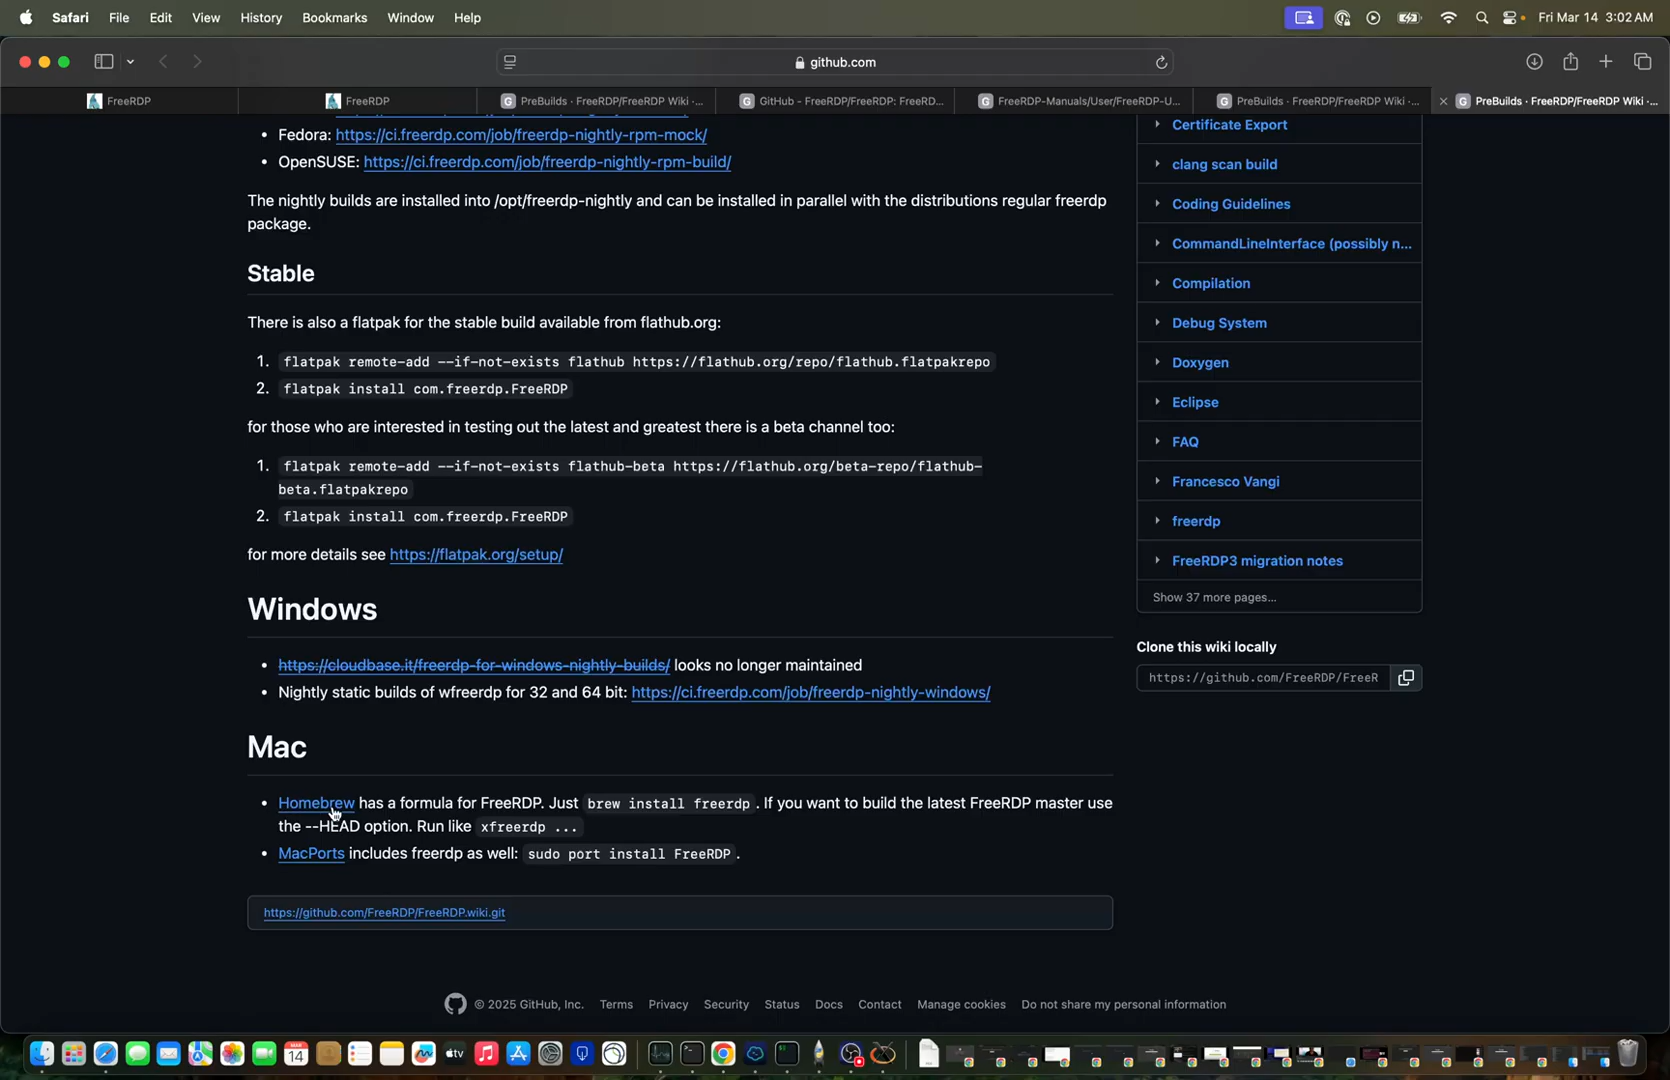 Safari File Edit View History Bookmarks Window Help Fri Mar 14 3:02 AM
github.com
FreeRDP
FreeRDP
PreBuilds · FreeRDP/FreeRDP Wiki ·...
GitHub - FreeRDP/FreeRDP: FreeRD...
FreeRDP-Manuals/User/FreeRDP-U...
PreBuilds · FreeRDP/FreeRDP Wiki ·...
PreBuilds · FreeRDP/FreeRDP Wiki ·...
• Fedora: https://ci.freerdp.com/job/freerdp-nightly-rpm-mock/
• OpenSUSE: https://ci.freerdp.com/job/freerdp-nightly-rpm-build/
The nightly builds are installed into /opt/freerdp-nightly and can be installed in parallel with the distributions regular freerdp
package.
Stable
There is also a flatpak for the stable build available from flathub.org:
1. flatpak remote-add --if-not-exists flathub https://flathub.org/repo/flathub.flatpakrepo
2. flatpak install com.freerdp.FreeRDP
for those who are interested in testing out the latest and greatest there is a beta channel too:
1. flatpak remote-add --if-not-exists flathub-beta https://flathub.org/beta-repo/flathub-
beta.flatpakrepo
2. flatpak install com.freerdp.FreeRDP
for more details see https://flatpak.org/setup/
Windows
• https://cloudbase.it/freerdp-for-windows-nightly-builds/ looks no longer maintained
• Nightly static builds of wfreerdp for 32 and 64 bit: https://ci.freerdp.com/job/freerdp-nightly-windows/
Mac
• Homebrew has a formula for FreeRDP. Just brew install freerdp . If you want to build the latest FreeRDP master use
the --HEAD option. Run like xfreerdp ...
• MacPorts includes freerdp as well: sudo port install FreeRDP .
https://github.com/FreeRDP/FreeRDP.wiki.git
Certificate Export
clang scan build
Coding Guidelines
CommandLineInterface (possibly n...
Compilation
Debug System
Doxygen
Eclipse
FAQ
Francesco Vangi
freerdp
FreeRDP3 migration notes
Show 37 more pages...
Clone this wiki locally
https://github.com/FreeRDP/FreeR
© 2025 GitHub, Inc. Terms Privacy Security Status Docs Contact Manage cookies Do not share my personal information
MAR
14
tv